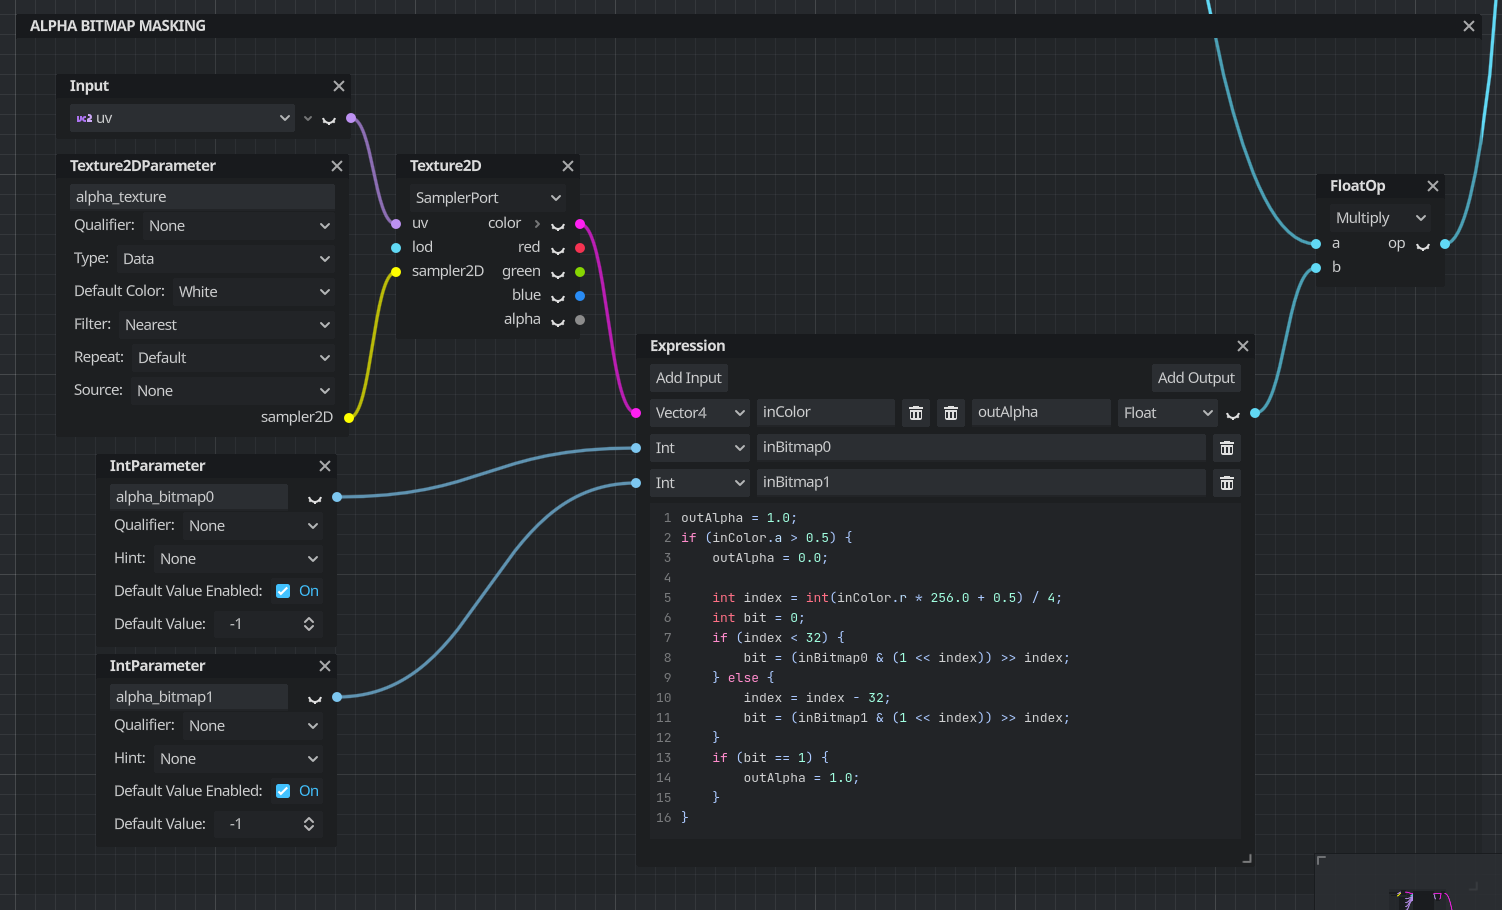 ALPHA BITMAP MASKING
Input
uv
Texture2DParameter
alpha_texture
Qualifier: None
Type: Data
Default Color: White
Filter: Nearest
Repeat: Default
Source: None
sampler2D
Texture2D
SamplerPort
uv color
lod red
sampler2D green
blue
alpha
FloatOp
Multiply
a op
b
IntParameter
alpha_bitmap0
Qualifier: None
Hint: None
Default Value Enabled: On
Default Value: -1
IntParameter
alpha_bitmap1
Qualifier: None
Hint: None
Default Value Enabled: On
Default Value: -1
Expression
Add Input Add Output
Vector4 inColor outAlpha Float
Int inBitmap0
Int inBitmap1
1 outAlpha = 1.0;
2 if (inColor.a > 0.5) {
3 outAlpha = 0.0;
4
5 int index = int(inColor.r * 256.0 + 0.5) / 4;
6 int bit = 0;
7 if (index < 32) {
8 bit = (inBitmap0 & (1 << index)) >> index;
9 } else {
10 index = index - 32;
11 bit = (inBitmap1 & (1 << index)) >> index;
12 }
13 if (bit == 1) {
14 outAlpha = 1.0;
15 }
16 }